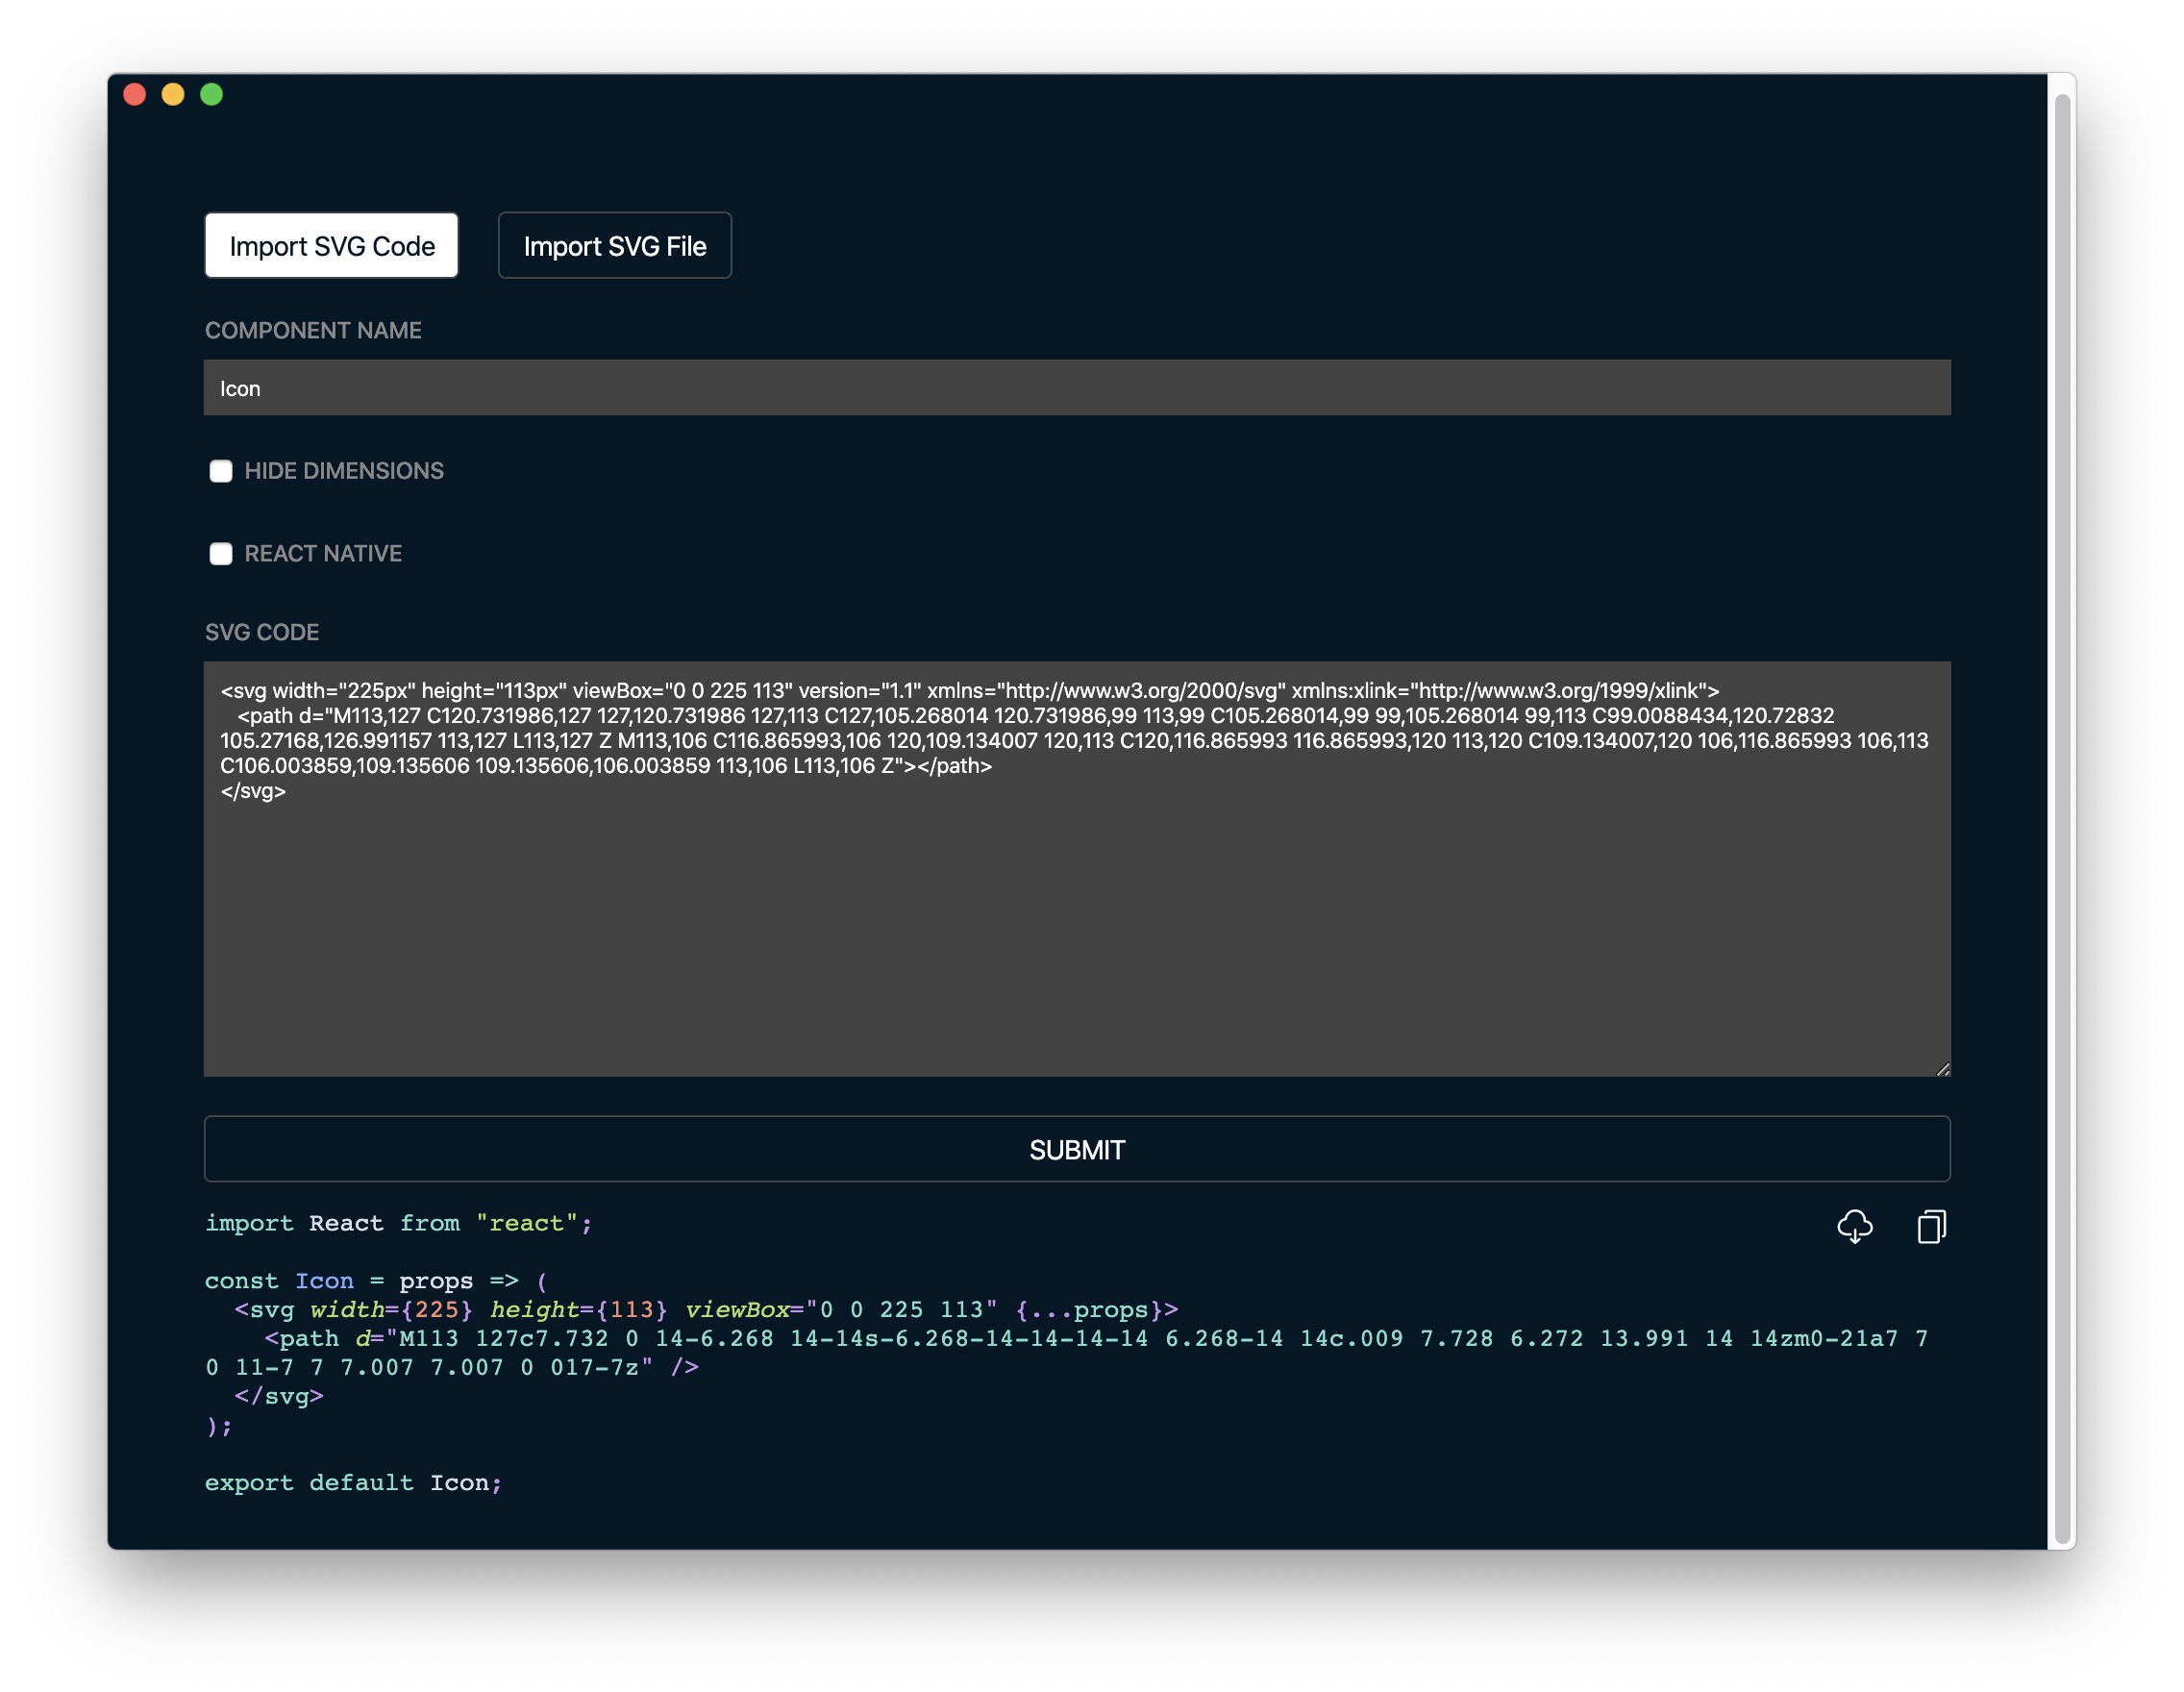 Import SVG Code
Import SVG File
COMPONENT NAME
Icon
HIDE DIMENSIONS
REACT NATIVE
SVG CODE
<svg width="225px" height="113px" viewBox="0 0 225 113" version="1.1" xmlns="http://www.w3.org/2000/svg" xmlns:xlink="http://www.w3.org/1999/xlink">
<path d="M113,127 C120.731986,127 127,120.731986 127,113 C127,105.268014 120.731986,99 113,99 C105.268014,99 99,105.268014 99,113 C99.0088434,120.72832
105.27168,126.991157 113,127 L113,127 Z M113,106 C116.865993,106 120,109.134007 120,113 C120,116.865993 116.865993,120 113,120 C109.134007,120 106,116.865993 106,113
C106.003859,109.135606 109.135606,106.003859 113,106 L113,106 Z"></path>
</svg>
SUBMIT
import React from "react";
const Icon = props => (
<svg width={225} height={113} viewBox="0 0 225 113" {...props}>
<path d="M113 127c7.732 0 14-6.268 14-14s-6.268-14-14-14-14 6.268-14 14c.009 7.728 6.272 13.991 14 14zm0-21a7 7
0 11-7 7 7.007 7.007 0 017-7z" />
</svg>
);
export default Icon;